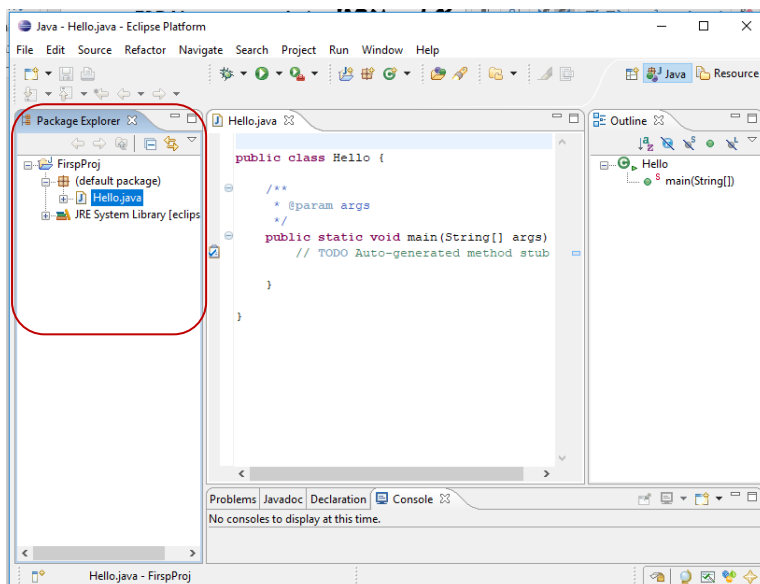 Java - Hello.java - Eclipse Platform
File Edit Source Refactor Navigate Search Project Run Window Help
Java Resource
Package Explorer
FirspProj
(default package)
Hello.java
JRE System Library [eclips
Hello.java
public class Hello {
/**
* @param args
*/
public static void main(String[] args)
// TODO Auto-generated method stub
}
}
Outline
Hello
S main(String[])
Problems Javadoc Declaration Console
No consoles to display at this time.
Hello.java - FirspProj